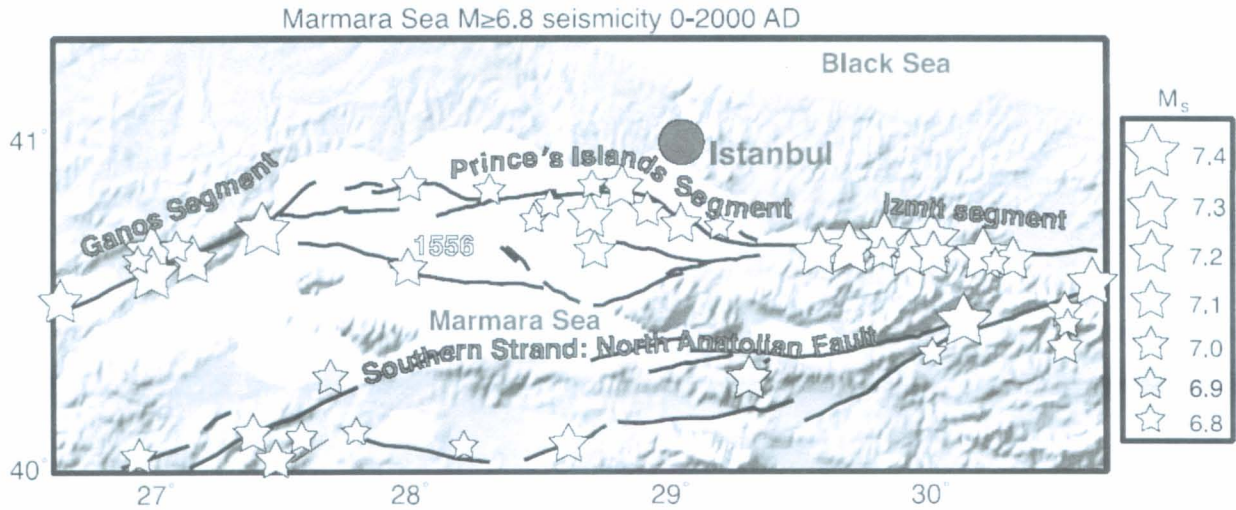 Marmara Sea M≥6.8 seismicity 0-2000 AD
Black Sea
Ms
41°
Istanbul
Prince's Islands Segment
Ganos Segment
Izmit segment
1556
Marmara Sea
Southern Strand: North Anatolian Fault
7.4
7.3
7.2
7.1
7.0
6.9
6.8
40°
27°
28°
29°
30°